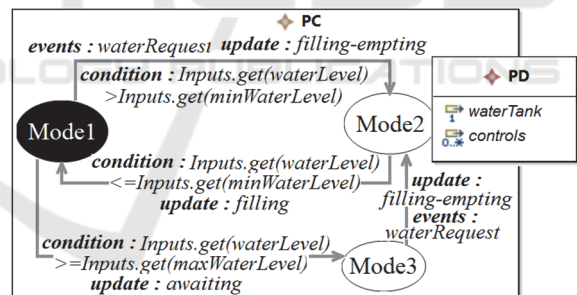 PC
events : waterRequest update : filling-empting
condition : Inputs.get(waterLevel)
>Inputs.get(minWaterLevel)
PD
waterTank
1
controls
0..*
Mode1
Mode2
condition : Inputs.get(waterLevel)
<=Inputs.get(minWaterLevel)
update : filling
update :
filling-empting
events :
waterRequest
condition : Inputs.get(waterLevel)
>=Inputs.get(maxWaterLevel)
update : awaiting
Mode3